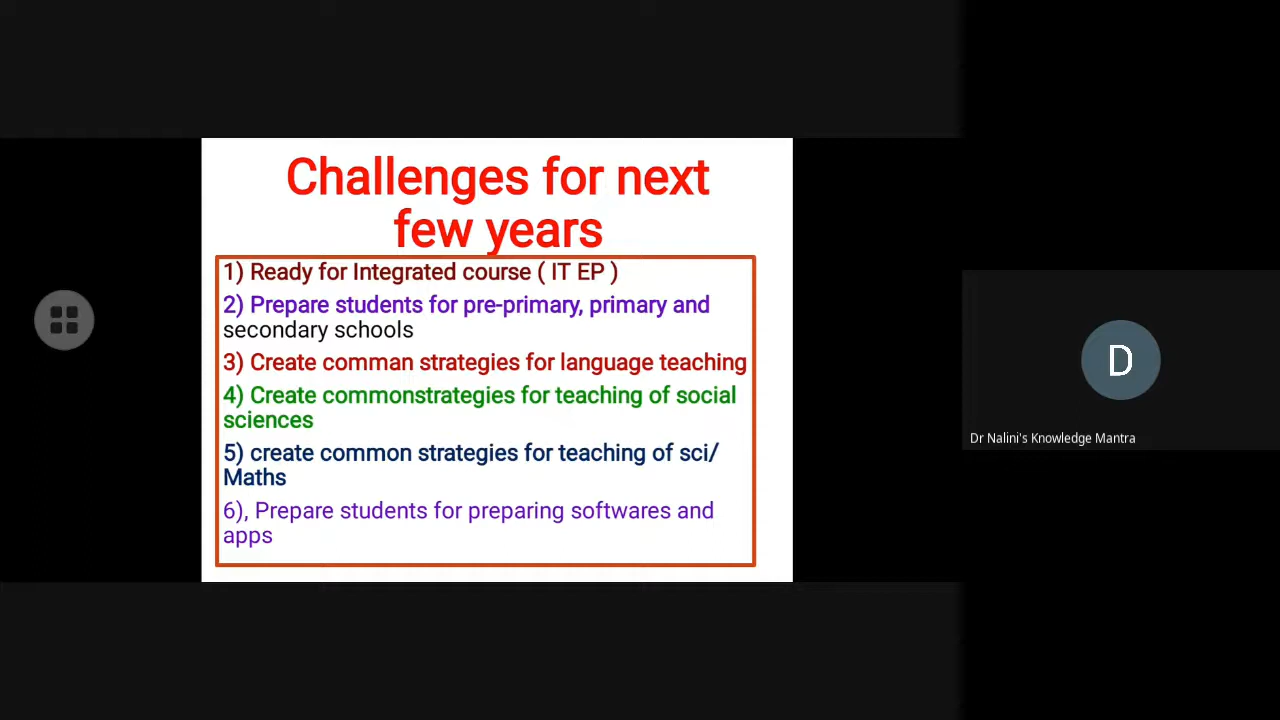 Challenges for next
few years
1) Ready for Integrated course ( IT EP )
2) Prepare students for pre-primary, primary and
secondary schools
3) Create comman strategies for language teaching
4) Create commonstrategies for teaching of social
sciences
5) create common strategies for teaching of sci/
Maths
6), Prepare students for preparing softwares and
apps
D
Dr Nalini's Knowledge Mantra